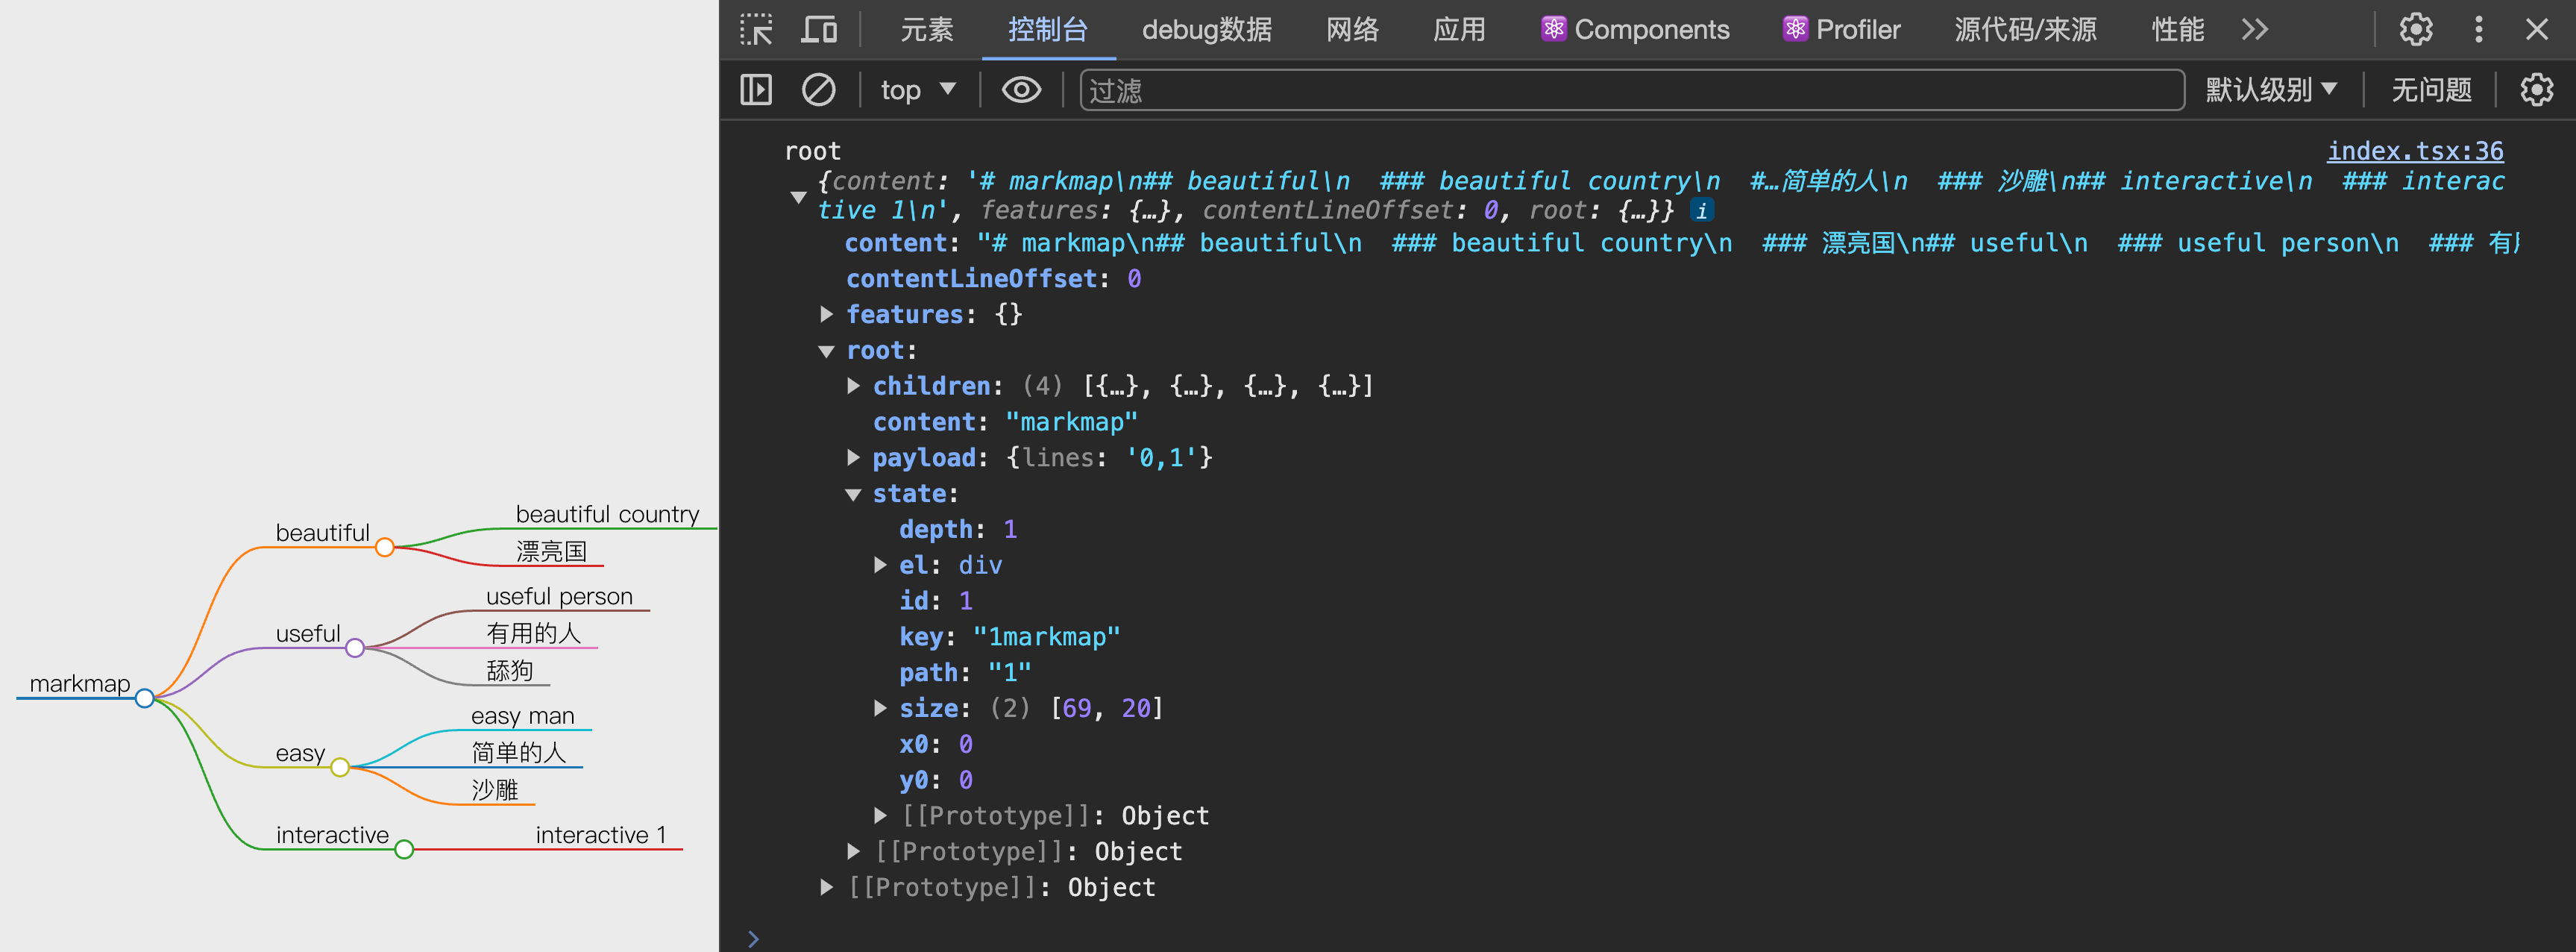 beautiful country
beautiful
漂亮国
useful person
useful
有用的人
舔狗
markmap
easy man
easy
简单的人
沙雕
interactive
interactive 1
元素 控制台 debug数据 网络 应用 Components Profiler 源代码/来源 性能
top 过滤 默认级别 无问题
root index.tsx:36
{content: '# markmap\n## beautiful\n  ### beautiful country\n  #…简单的人\n  ### 沙雕\n## interactive\n  ### interac
tive 1\n', features: {…}, contentLineOffset: 0, root: {…}} i
content: "# markmap\n## beautiful\n  ### beautiful country\n  ### 漂亮国\n## useful\n  ### useful person\n  ### 有
contentLineOffset: 0
features: {}
root:
children: (4) [{…}, {…}, {…}, {…}]
content: "markmap"
payload: {lines: '0,1'}
state:
depth: 1
el: div
id: 1
key: "1markmap"
path: "1"
size: (2) [69, 20]
x0: 0
y0: 0
[[Prototype]]: Object
[[Prototype]]: Object
[[Prototype]]: Object